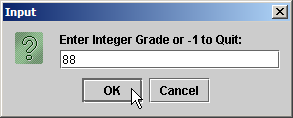 Input
Enter Integer Grade or -1 to Quit:
88
OK
Cancel